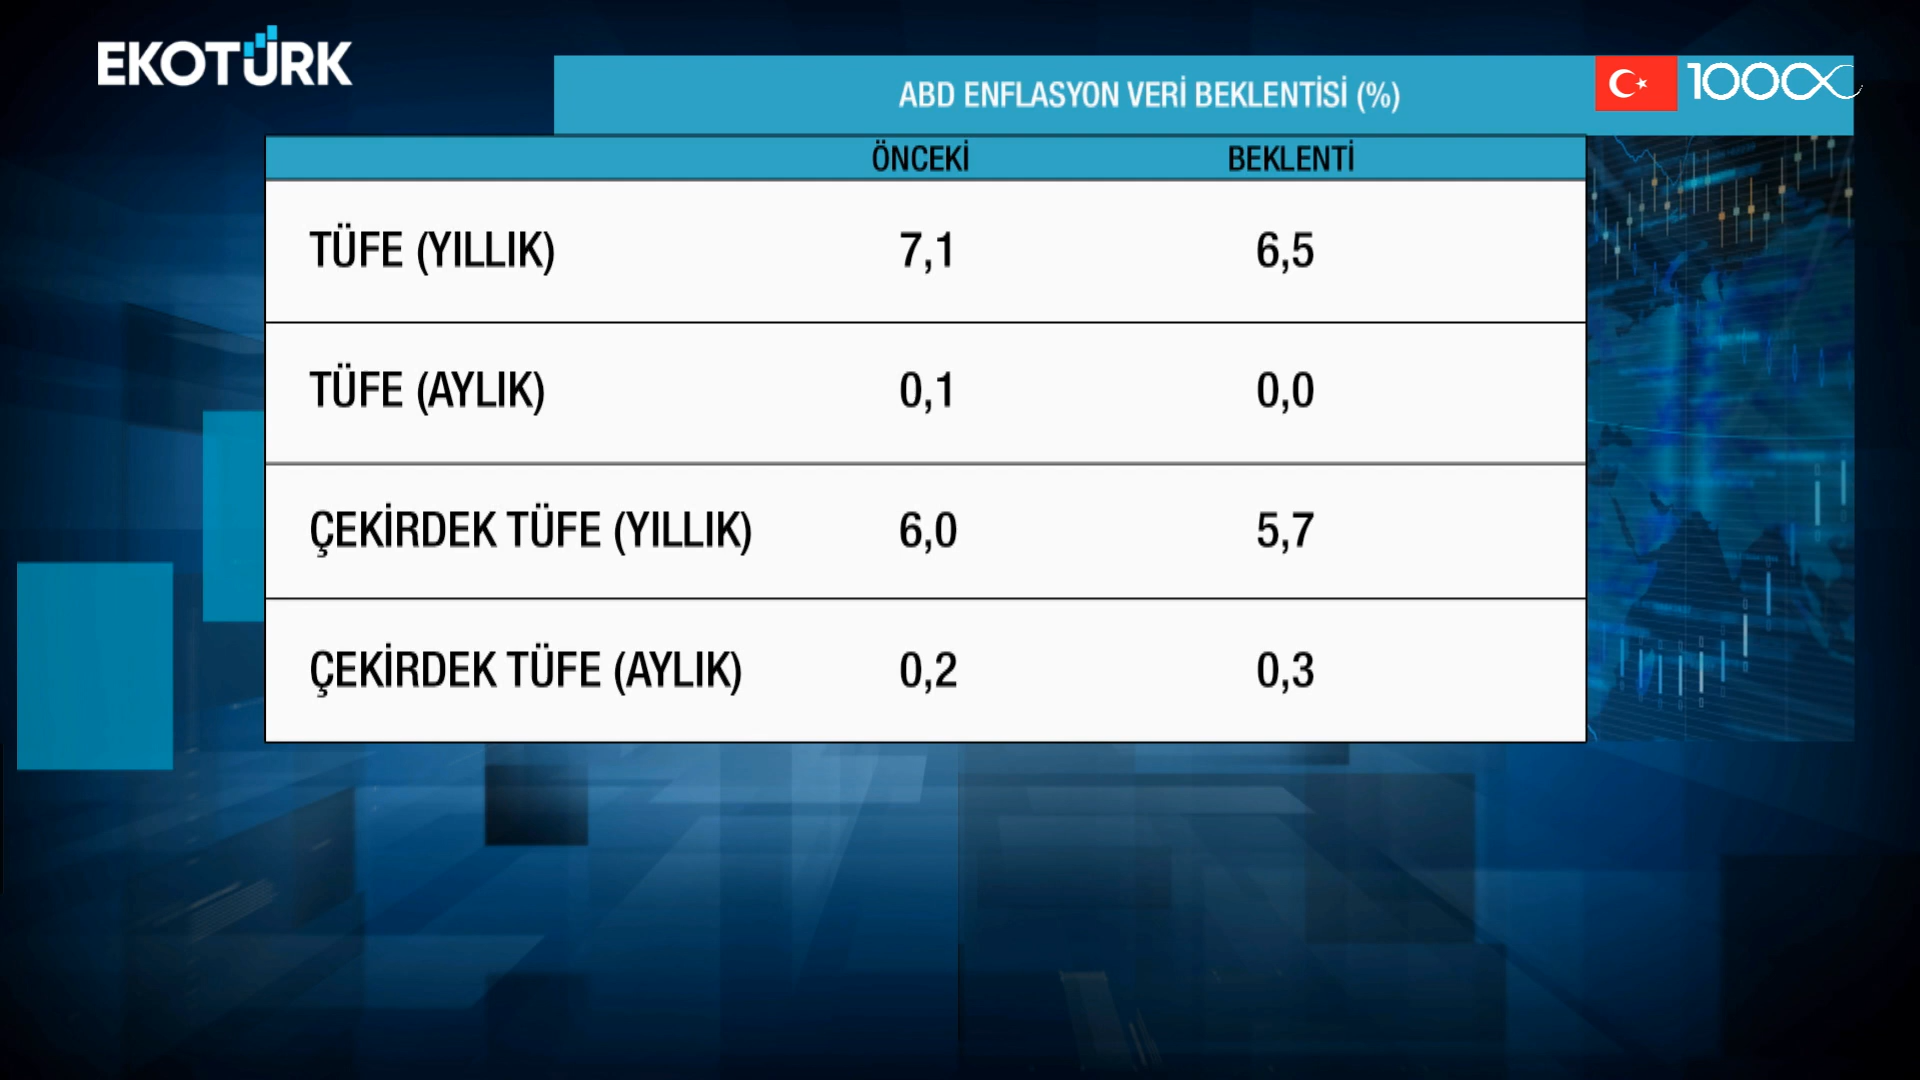 EKOTÜRK
ABD ENFLASYON VERİ BEKLENTİSİ (%)
ÖNCEKİ BEKLENTİ
TÜFE (YILLIK) 7,1 6,5
TÜFE (AYLIK) 0,1 0,0
ÇEKİRDEK TÜFE (YILLIK) 6,0 5,7
ÇEKİRDEK TÜFE (AYLIK) 0,2 0,3